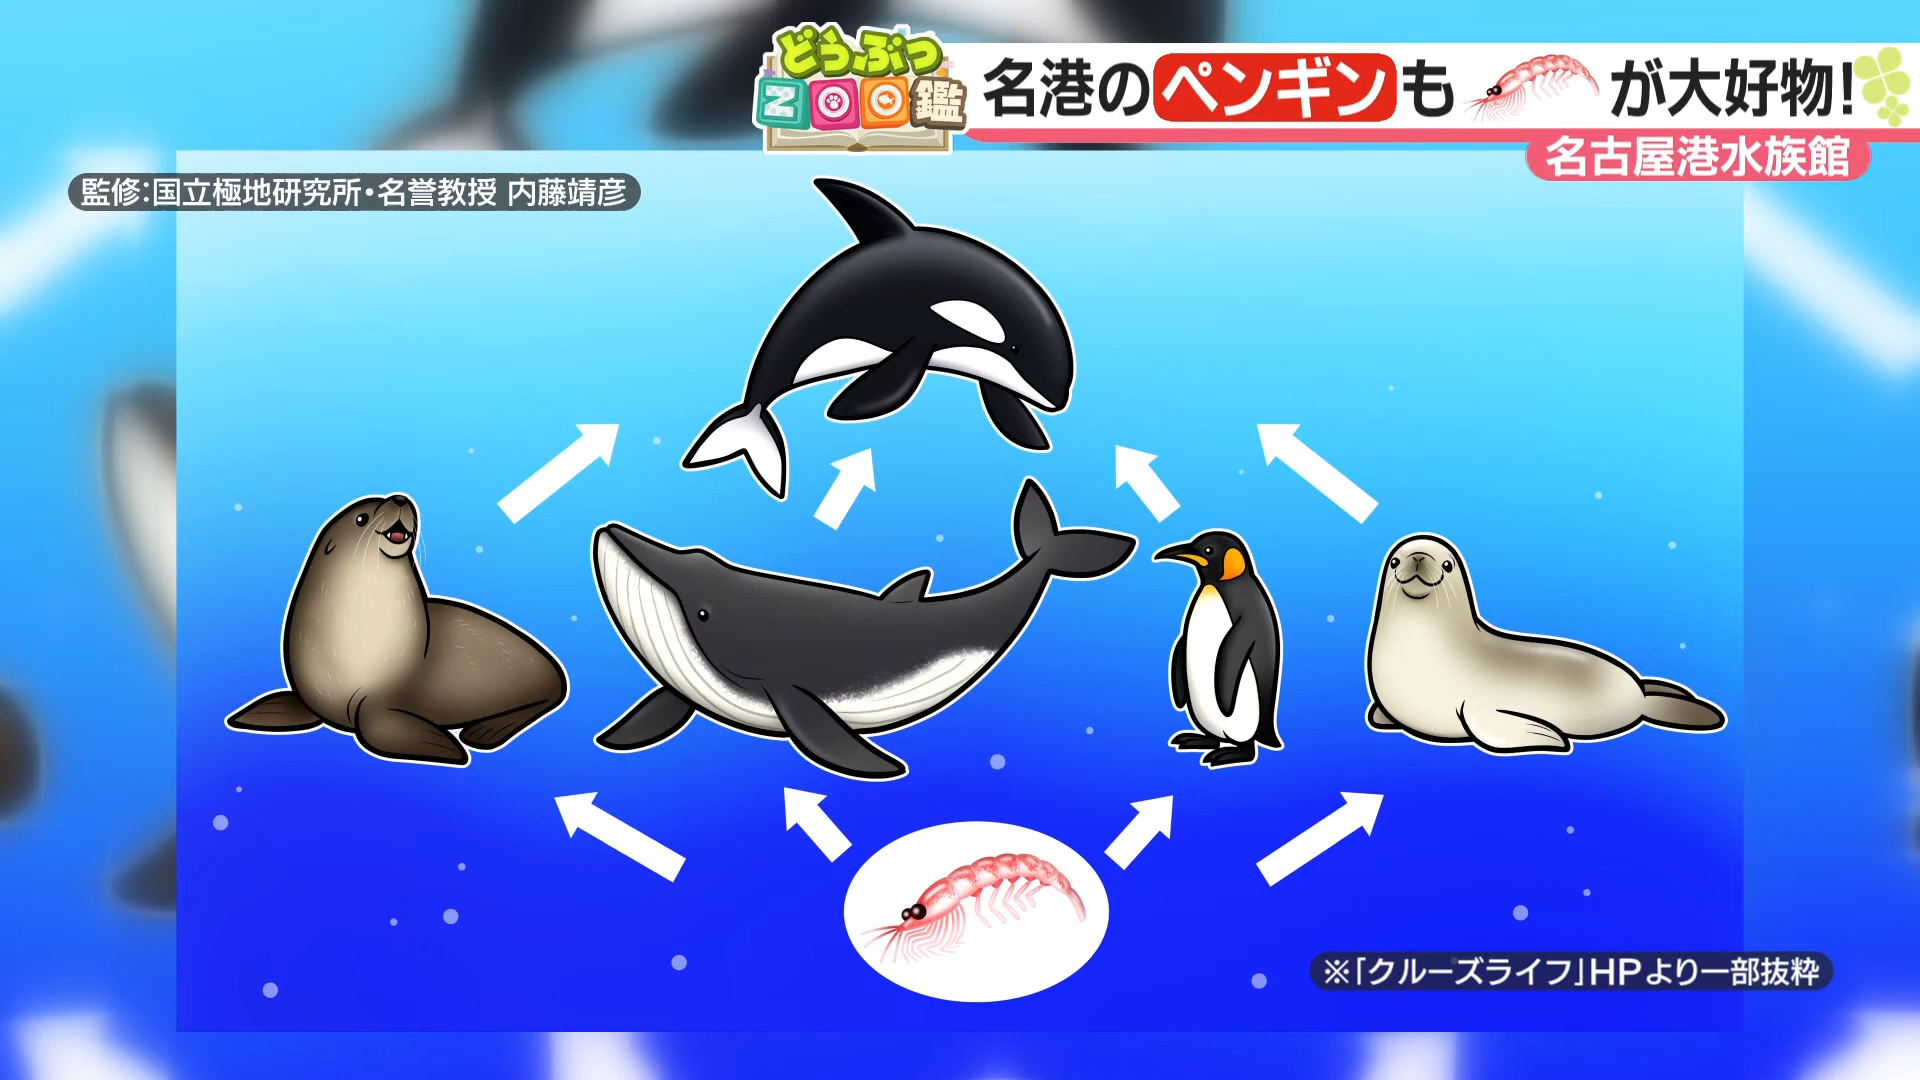 どうぶつ
ZOO鑑
名港のペンギンも が大好物!
名古屋港水族館
監修:国立極地研究所・名誉教授 内藤靖彦
※「クルーズライフ」HPより一部抜粋